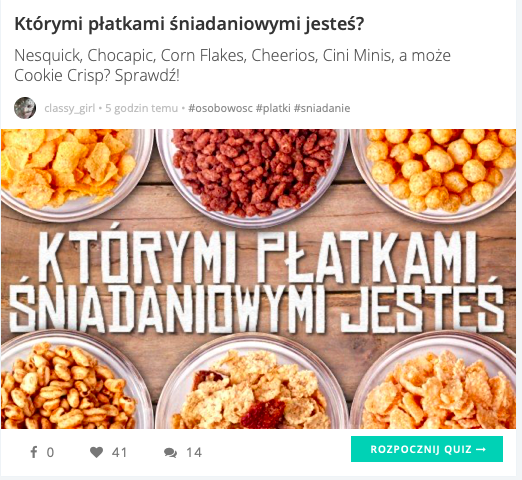 Którymi płatkami śniadaniowymi jesteś?
Nesquick, Chocapic, Corn Flakes, Cheerios, Cini Minis, a może
Cookie Crisp? Sprawdź!
classy_girl • 5 godzin temu • #osobowosc #platki #sniadanie
KTÓRYMI PŁATKAMI
ŚNIADANIOWYMI JESTEŚ
0 41 14
ROZPOCZNIJ QUIZ →